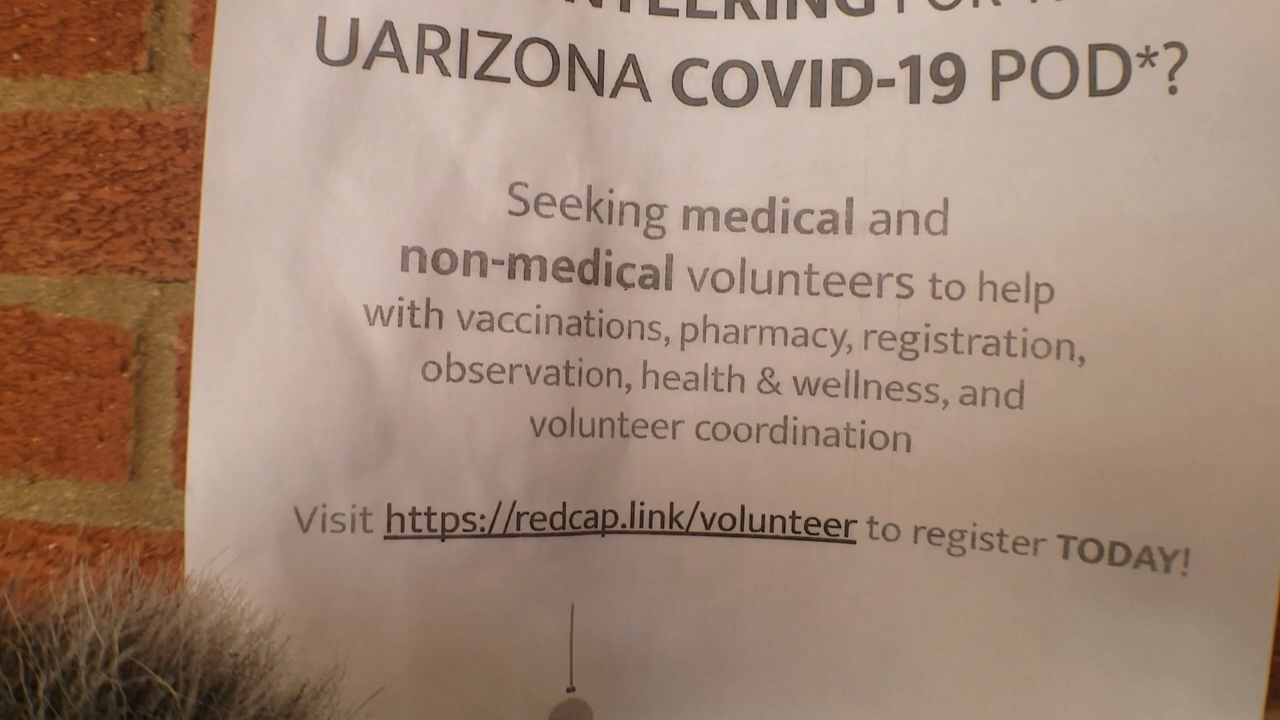 UARIZONA COVID-19 POD*?
Seeking medical and
non-medical volunteers to help
with vaccinations, pharmacy, registration,
observation, health & wellness, and
volunteer coordination
Visit https://redcap.link/volunteer to register TODAY!